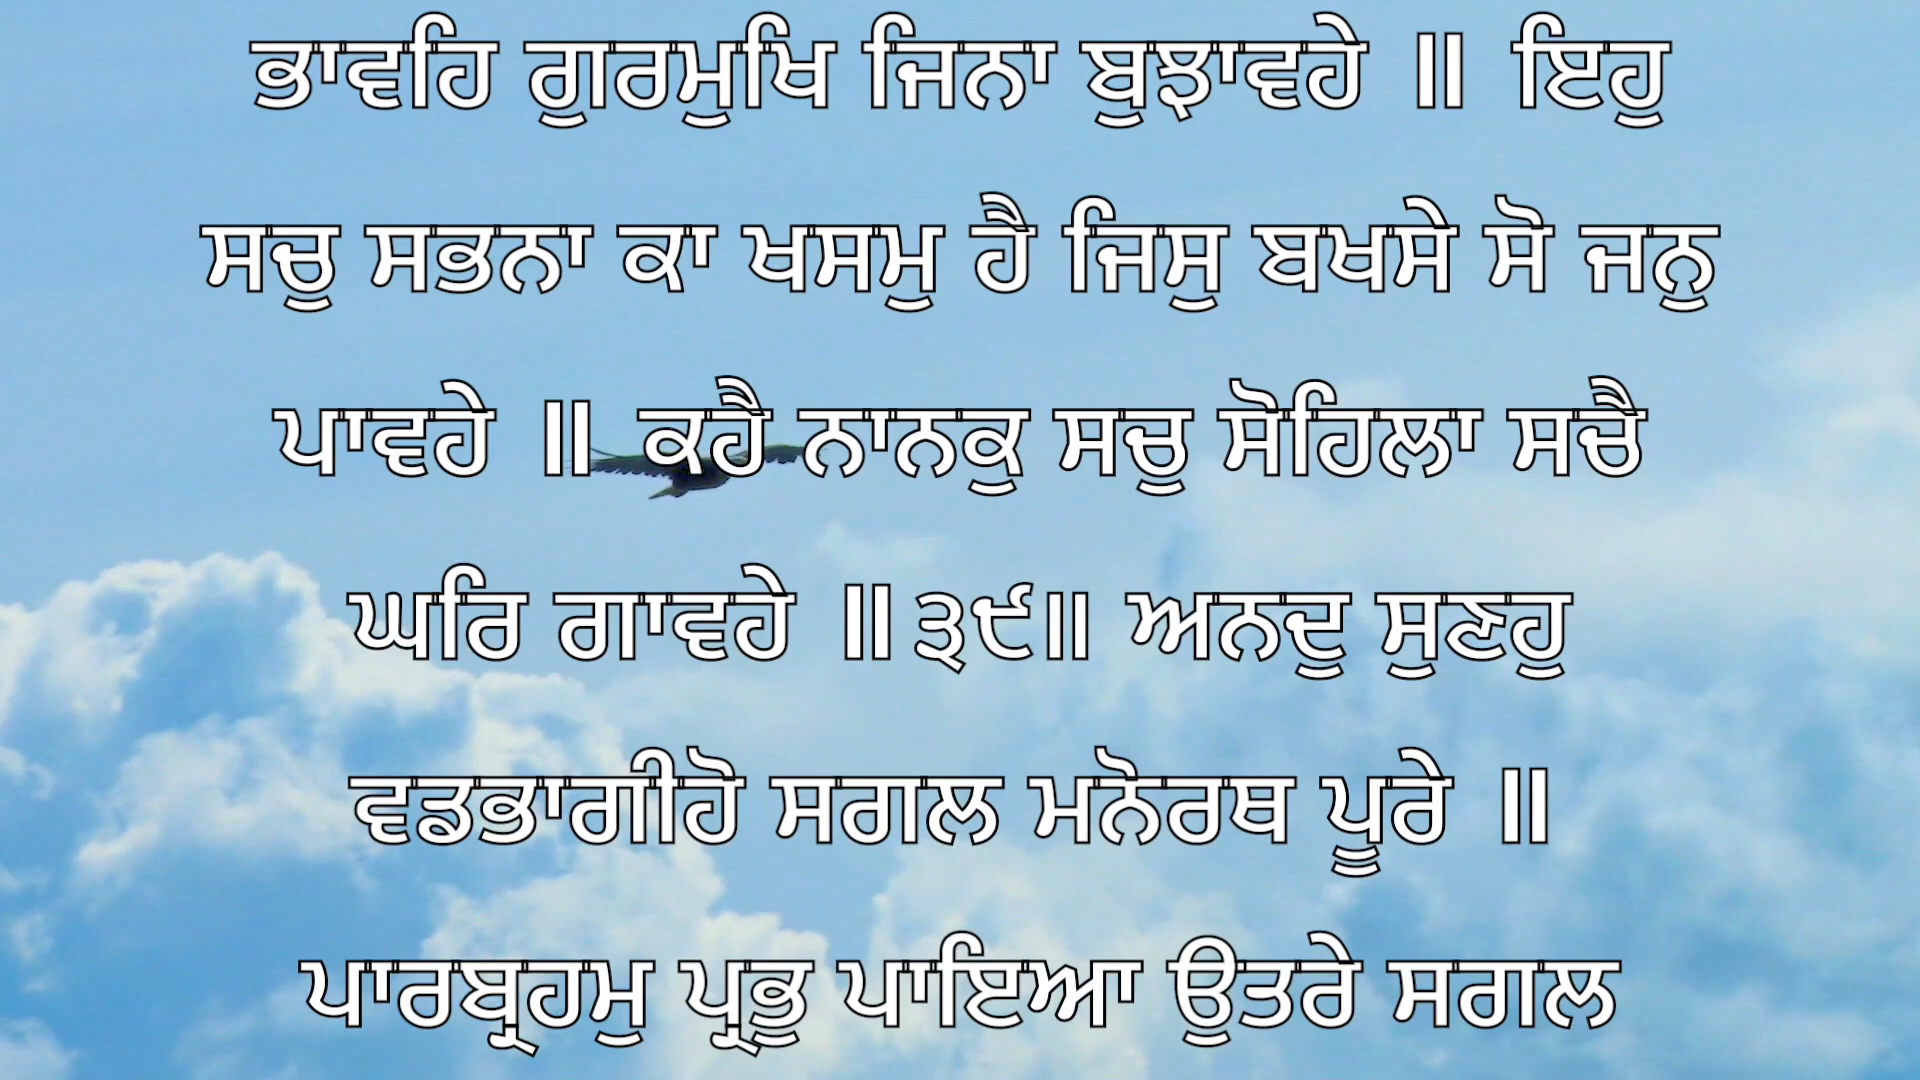 ਭਾਵਹਿ ਗੁਰਮੁਖਿ ਜਿਨਾ ਬੁਝਾਵਹੇ ॥ ਇਹੁ
ਸਚੁ ਸਭਨਾ ਕਾ ਖਸਮੁ ਹੈ ਜਿਸੁ ਬਖਸੇ ਸੋ ਜਨੁ
ਪਾਵਹੇ ॥ ਕਹੈ ਨਾਨਕੁ ਸਚੁ ਸੋਹਿਲਾ ਸਚੈ
ਘਰਿ ਗਾਵਹੇ ॥੩੯॥ ਅਨਦੁ ਸੁਣਹੁ
ਵਡਭਾਗੀਹੋ ਸਗਲ ਮਨੋਰਥ ਪੂਰੇ ॥
ਪਾਰਬ੍ਰਹਮੁ ਪ੍ਰਭੁ ਪਾਇਆ ਉਤਰੇ ਸਗਲ